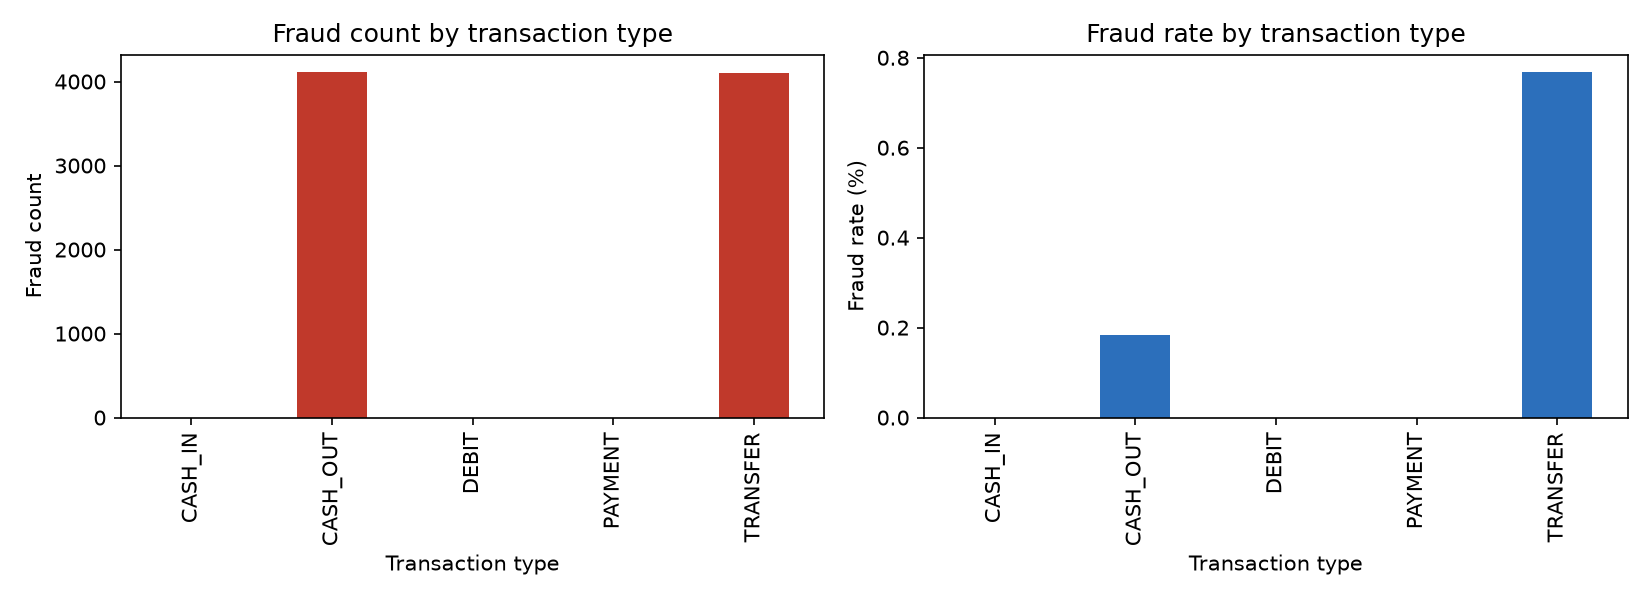 Fraud count by transaction type
Fraud count
4000
3000
2000
1000
0
CASH_IN
CASH_OUT
DEBIT
PAYMENT
TRANSFER
Transaction type
Fraud rate by transaction type
Fraud rate (%)
0.8
0.6
0.4
0.2
0.0
CASH_IN
CASH_OUT
DEBIT
PAYMENT
TRANSFER
Transaction type